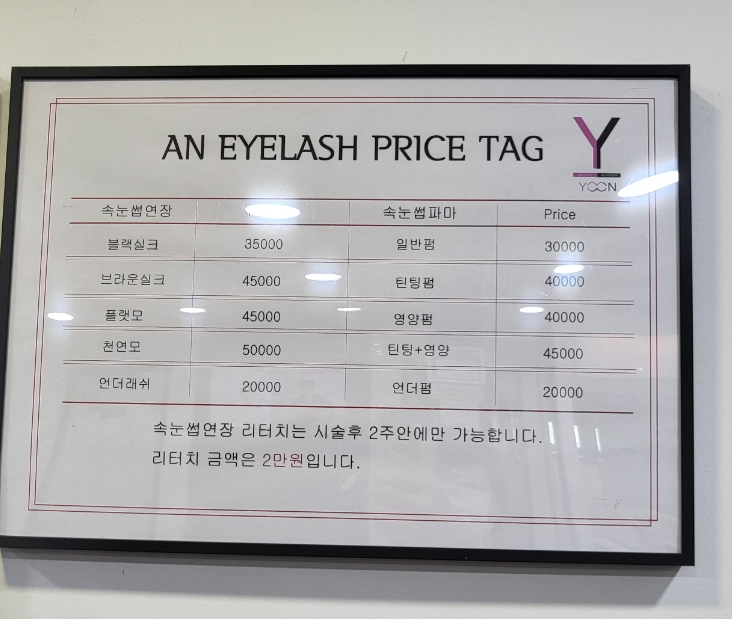 AN EYELASH PRICE TAG
Y
YOON
속눈썹연장 속눈썹파마 Price
블랙실크 35000 일반펌 30000
브라운실크 45000 틴팅펌 40000
플랫모 45000 영양펌 40000
천연모 50000 틴팅+영양 45000
언더래쉬 20000 언더펌 20000
속눈썹연장 리터치는 시술후 2주안에만 가능합니다.
리터치 금액은 2만원입니다.